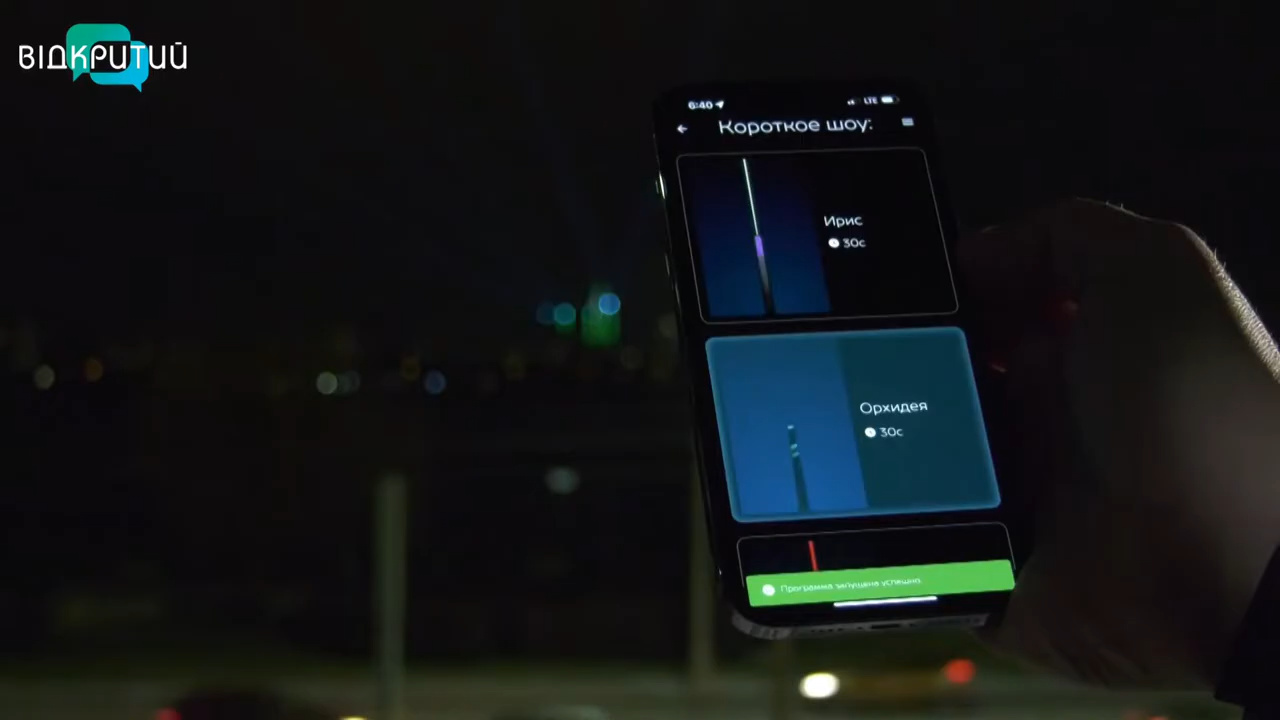 ВІДКРИТИЙ
6:40
LTE
Короткое шоу:
Ирис
30с
Орхидея
30с
Программа запущена успешно.